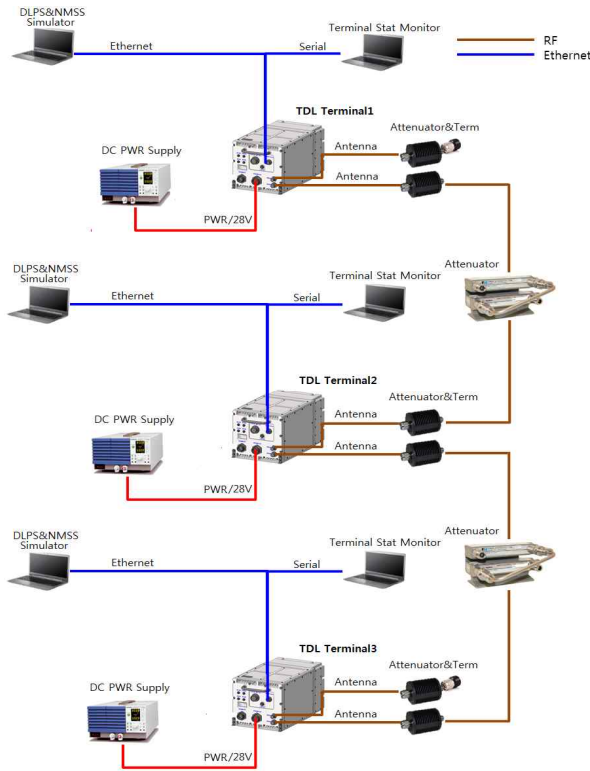 DLPS&NMSS
Simulator
Ethernet
Serial
Terminal Stat Monitor
RF
Ethernet
TDL Terminal1
Attenuator&Term
Antenna
DC PWR Supply
Antenna
PWR/28V
Attenuator
DLPS&NMSS
Simulator
Ethernet
Serial
Terminal Stat Monitor
TDL Terminal2
Attenuator&Term
Antenna
DC PWR Supply
Antenna
PWR/28V
Attenuator
DLPS&NMSS
Simulator
Ethernet
Serial
Terminal Stat Monitor
TDL Terminal3
Attenuator&Term
Antenna
DC PWR Supply
Antenna
PWR/28V